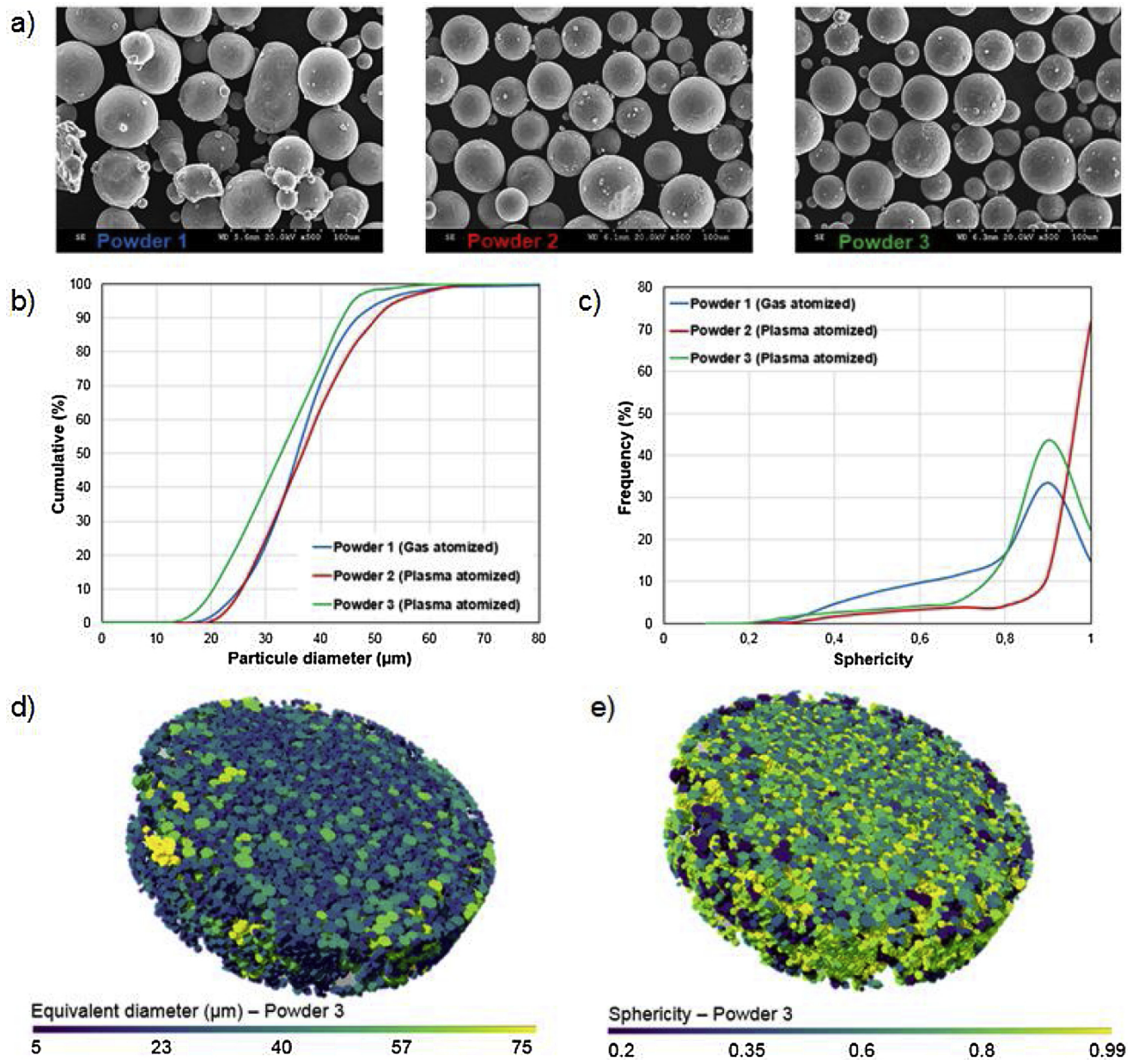 a)
SE Powder 1 WD 5.6mm 20.0kV x500 100um
SE Powder 2 WD 6.1mm 20.0kV x500 100um
SE Powder 3 WD 6.3mm 20.0kV x500 100um
b)
100
90
80
70
60
50
40
30
20
10
0
Cumulative (%)
Powder 1 (Gas atomized)
Powder 2 (Plasma atomized)
Powder 3 (Plasma atomized)
0 10 20 30 40 50 60 70 80
Particule diameter (µm)
c)
80
70
60
50
40
30
20
10
0
Frequency (%)
Powder 1 (Gas atomized)
Powder 2 (Plasma atomized)
Powder 3 (Plasma atomized)
0 0,2 0,4 0,6 0,8 1
Sphericity
d)
Equivalent diameter (µm) – Powder 3
5 23 40 57 75
e)
Sphericity – Powder 3
0.2 0.35 0.6 0.8 0.99